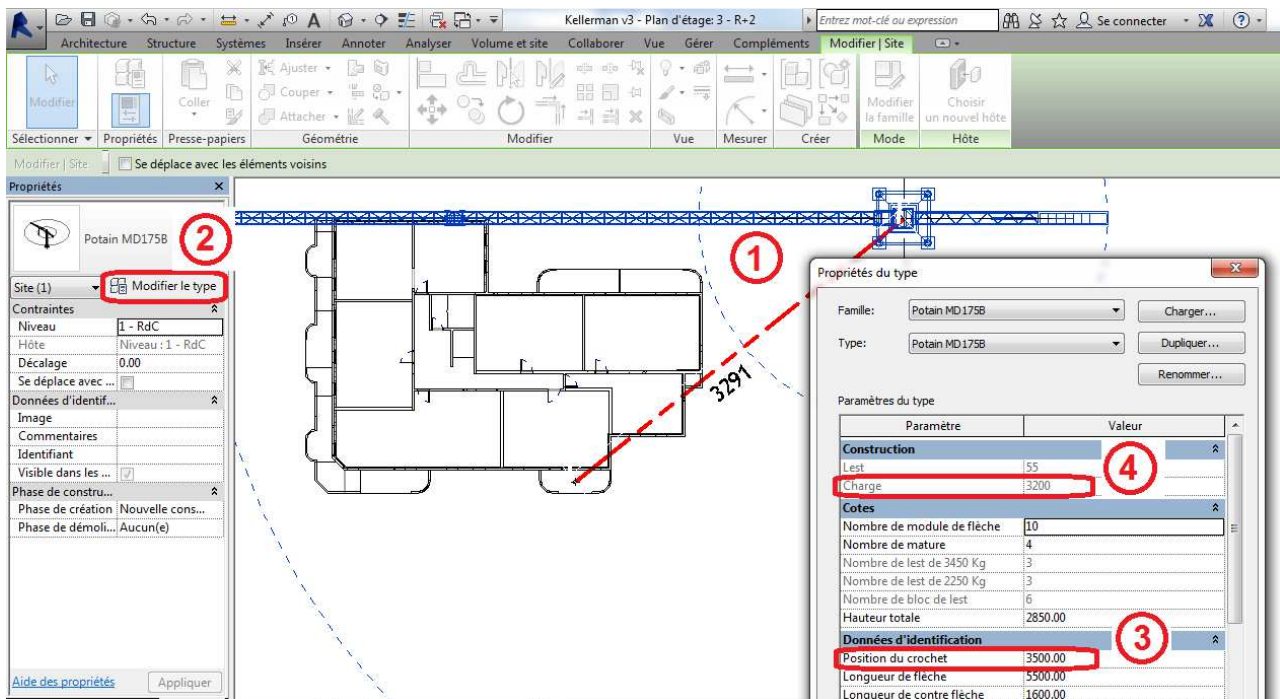 Kellerman v3 - Plan d'étage: 3 - R+2
Entrez mot-clé ou expression
Se connecter
Architecture Structure Systèmes Insérer Annoter Analyser Volume et site Collaborer Vue Gérer Compléments Modifier | Site
Modifier
Coller
Ajuster
Couper
Attacher
Modifier la famille
Choisir un nouvel hôte
Sélectionner Propriétés Presse-papiers Géométrie Modifier Vue Mesurer Créer Mode Hôte
Modifier | Site Se déplace avec les éléments voisins
Propriétés
Potain MD175B
2
Site (1) Modifier le type
Contraintes
Niveau 1 - RdC
Hôte Niveau : 1 - RdC
Décalage 0.00
Se déplace avec ...
Données d'identif...
Image
Commentaires
Identifiant
Visible dans les ...
Phase de constru...
Phase de création Nouvelle cons...
Phase de démoli... Aucun(e)
Aide des propriétés Appliquer
1
3291
Propriétés du type
Famille: Potain MD175B Charger...
Type: Potain MD175B Dupliquer...
Renommer...
Paramètres du type
Paramètre Valeur
Construction
Lest 55
Charge 3200
4
Cotes
Nombre de module de flèche 10
Nombre de mature 4
Nombre de lest de 3450 Kg 3
Nombre de lest de 2250 Kg 3
Nombre de bloc de lest 6
Hauteur totale 2850.00
Données d'identification
3
Position du crochet 3500.00
Longueur de flèche 5500.00
Longueur de contre flèche 1600.00